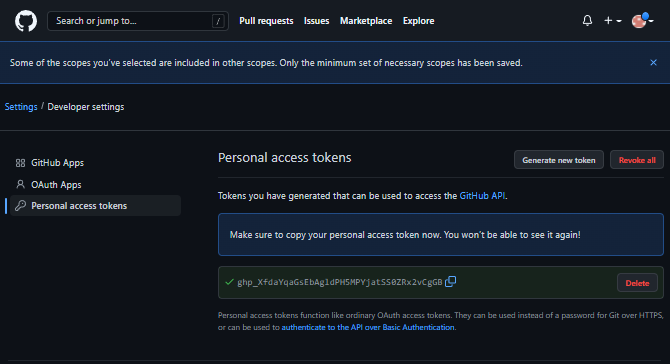 Search or jump to...
/
Pull requests Issues Marketplace Explore
Some of the scopes you've selected are included in other scopes. Only the minimum set of necessary scopes has been saved.
Settings / Developer settings
GitHub Apps
OAuth Apps
Personal access tokens
Personal access tokens
Generate new token
Revoke all
Tokens you have generated that can be used to access the GitHub API.
Make sure to copy your personal access token now. You won't be able to see it again!
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
Delete
Personal access tokens function like ordinary OAuth access tokens. They can be used instead of a password for Git over HTTPS,
or can be used to authenticate to the API over Basic Authentication.